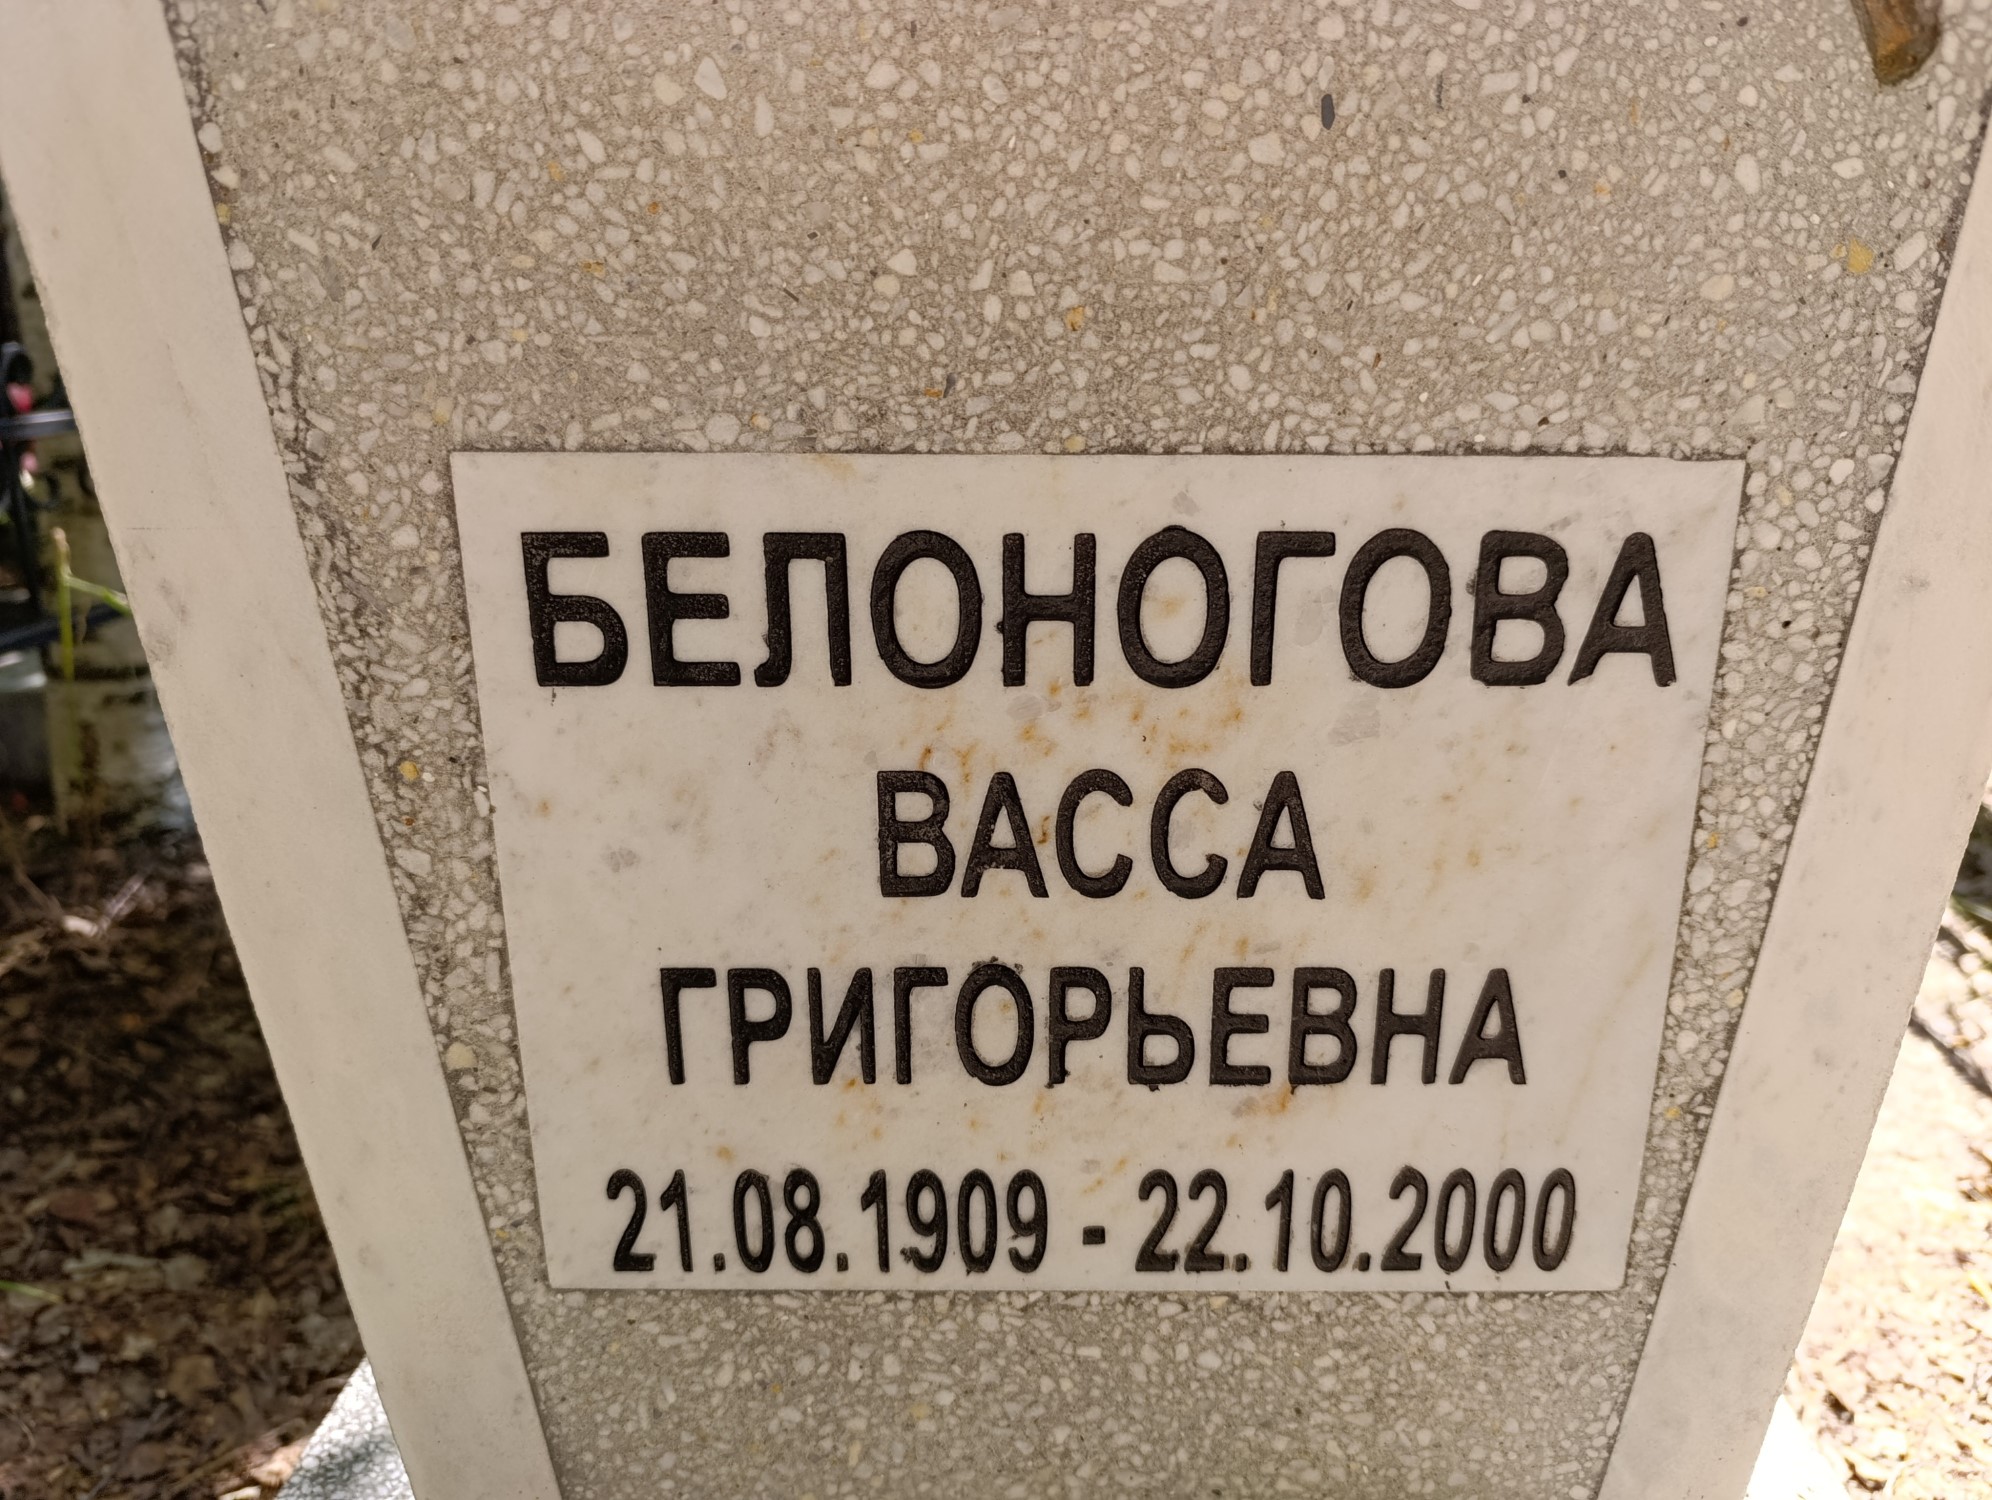 БЕЛОНОГОВА
ВАССА
ГРИГОРЬЕВНА
21.08.1909 - 22.10.2000